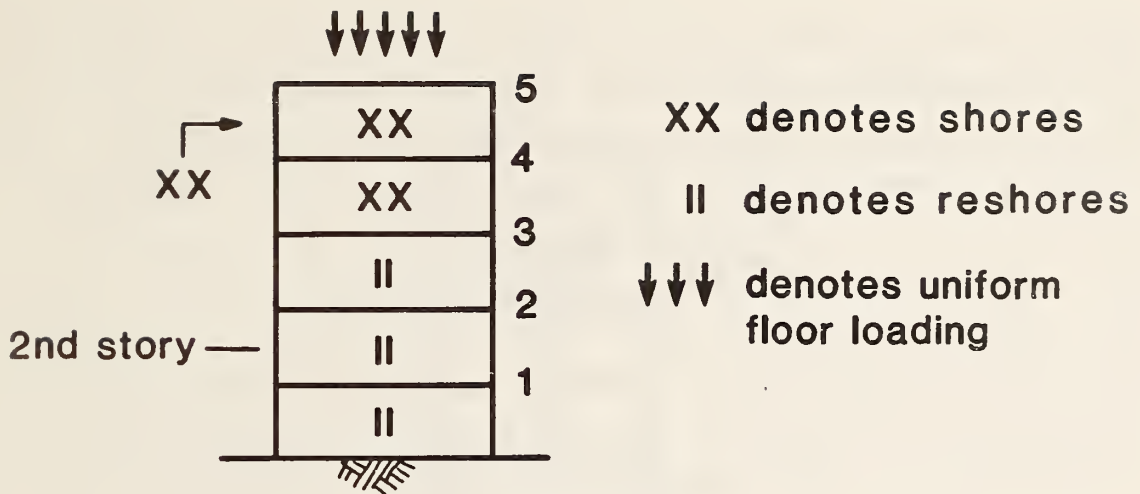 5
XX
XX
4
XX
3
II
2
2nd story
II
1
II
XX denotes shores
II denotes reshores
denotes uniform
floor loading